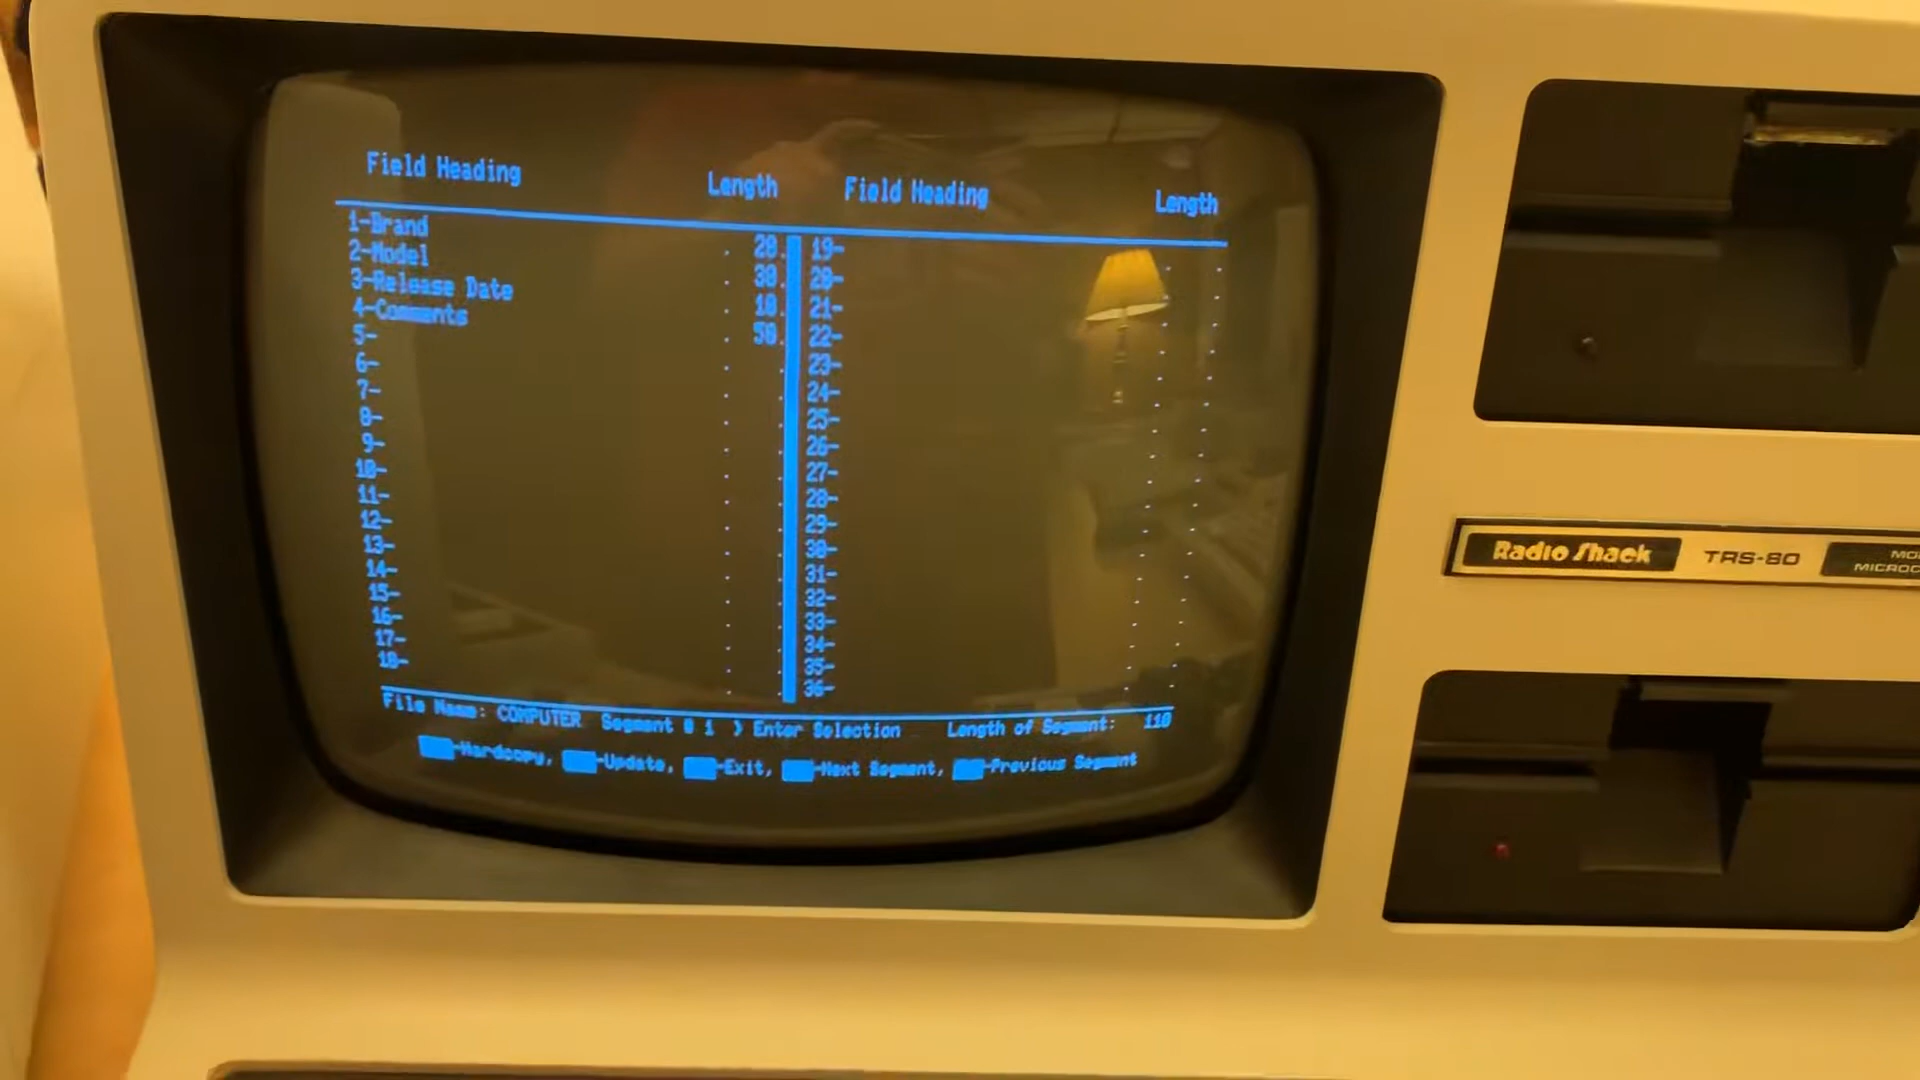 Field Heading Length Field Heading Length
1-Brand . 20. 19- . .
2-Model . 30. 20- . .
3-Release Date . 10. 21- . .
4-Comments . 50. 22- . .
5- . . 23- . .
6- . . 24- . .
7- . . 25- . .
8- . . 26- . .
9- . . 27- . .
10- . . 28- . .
11- . . 29- . .
12- . . 30- . .
13- . . 31- . .
14- . . 32- . .
15- . . 33- . .
16- . . 34- . .
17- . . 35- . .
18- . . 36- . .
File Name: COMPUTER Segment # 1 > Enter Selection Length of Segment: 110
-Hardcopy, -Update, -Exit, -Next Segment, -Previous Segment
Radio Shack TRS-80